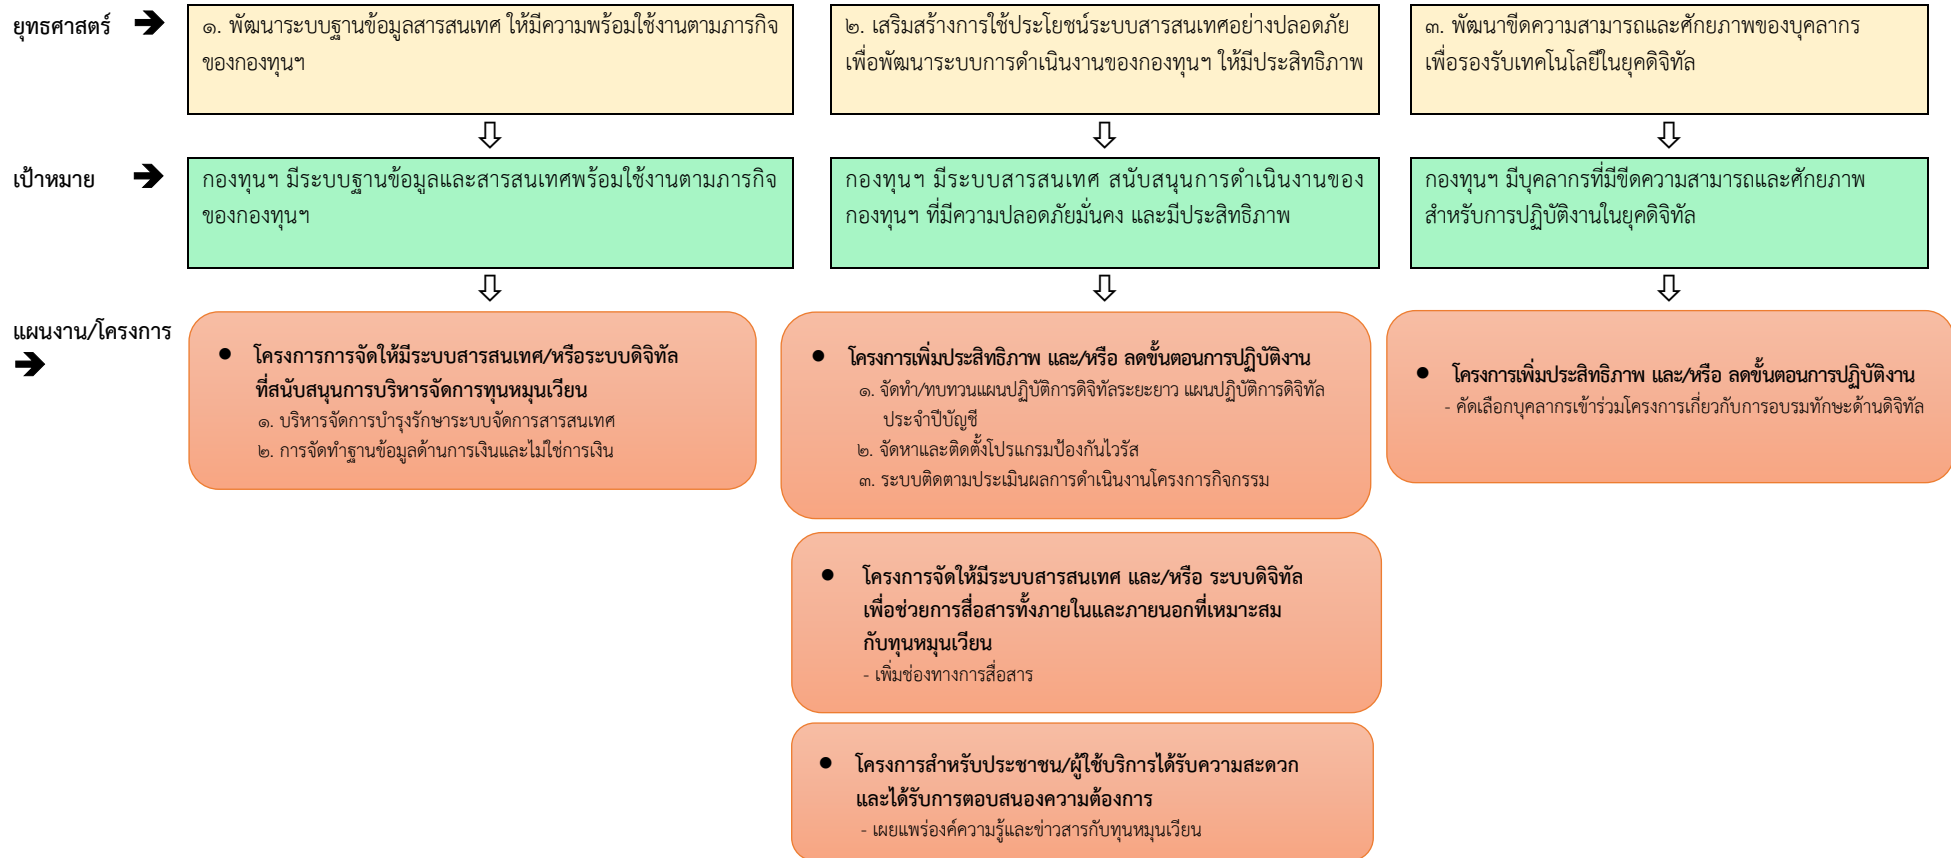 ยุทธศาสตร์
๑. พัฒนาระบบฐานข้อมูลสารสนเทศ ให้มีความพร้อมใช้งานตามภารกิจ
ของกองทุนฯ
๒. เสริมสร้างการใช้ประโยชน์ระบบสารสนเทศอย่างปลอดภัย
เพื่อพัฒนาระบบการดำเนินงานของกองทุนฯ ให้มีประสิทธิภาพ
๓. พัฒนาขีดความสามารถและศักยภาพของบุคลากร
เพื่อรองรับเทคโนโลยีในยุคดิจิทัล
เป้าหมาย
กองทุนฯ มีระบบฐานข้อมูลและสารสนเทศพร้อมใช้งานตามภารกิจ
ของกองทุนฯ
กองทุนฯ มีระบบสารสนเทศ สนับสนุนการดำเนินงานของ
กองทุนฯ ที่มีความปลอดภัยมั่นคง และมีประสิทธิภาพ
กองทุนฯ มีบุคลากรที่มีขีดความสามารถและศักยภาพ
สำหรับการปฏิบัติงานในยุคดิจิทัล
แผนงาน/โครงการ
● โครงการการจัดให้มีระบบสารสนเทศ/หรือระบบดิจิทัล
ที่สนับสนุนการบริหารจัดการทุนหมุนเวียน
๑. บริหารจัดการบำรุงรักษาระบบจัดการสารสนเทศ
๒. การจัดทำฐานข้อมูลด้านการเงินและไม่ใช่การเงิน
● โครงการเพิ่มประสิทธิภาพ และ/หรือ ลดขั้นตอนการปฏิบัติงาน
๑. จัดทำ/ทบทวนแผนปฏิบัติการดิจิทัลระยะยาว แผนปฏิบัติการดิจิทัล
ประจำปีบัญชี
๒. จัดหาและติดตั้งโปรแกรมป้องกันไวรัส
๓. ระบบติดตามประเมินผลการดำเนินงานโครงการกิจกรรม
● โครงการเพิ่มประสิทธิภาพ และ/หรือ ลดขั้นตอนการปฏิบัติงาน
- คัดเลือกบุคลากรเข้าร่วมโครงการเกี่ยวกับการอบรมทักษะด้านดิจิทัล
● โครงการจัดให้มีระบบสารสนเทศ และ/หรือ ระบบดิจิทัล
เพื่อช่วยการสื่อสารทั้งภายในและภายนอกที่เหมาะสม
กับทุนหมุนเวียน
- เพิ่มช่องทางการสื่อสาร
● โครงการสำหรับประชาชน/ผู้ใช้บริการได้รับความสะดวก
และได้รับการตอบสนองความต้องการ
- เผยแพร่องค์ความรู้และข่าวสารกับทุนหมุนเวียน